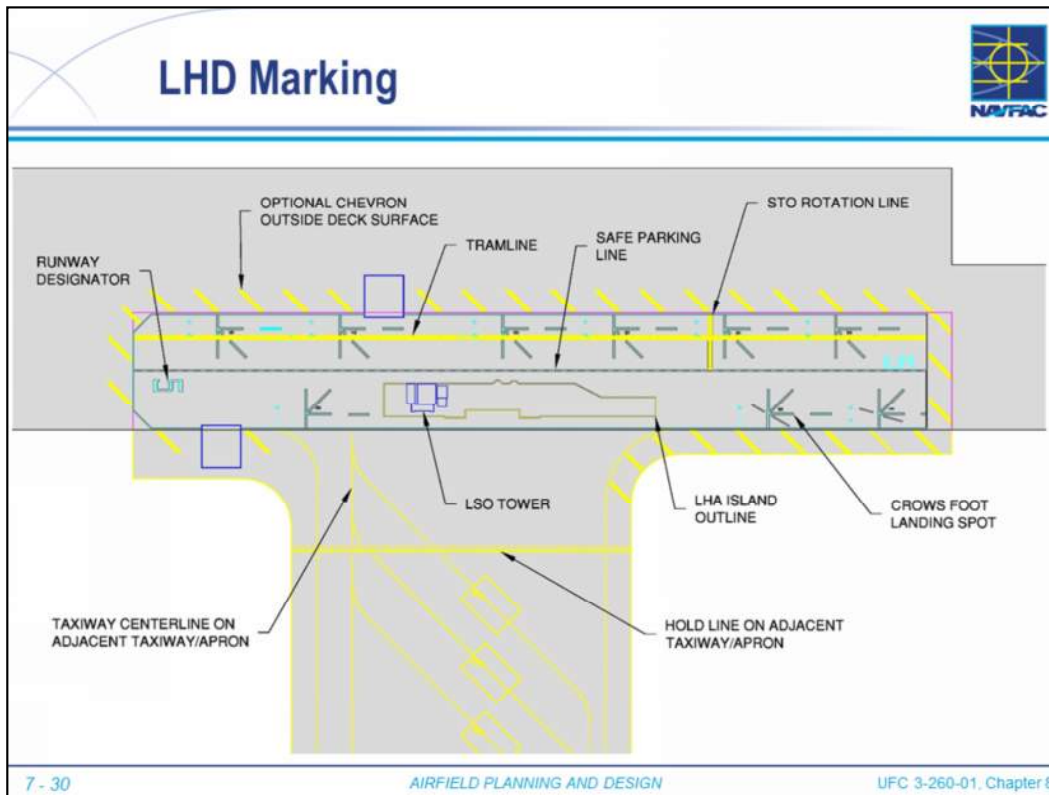 LHD Marking
NAVFAC
OPTIONAL CHEVRON
OUTSIDE DECK SURFACE
STO ROTATION LINE
TRAMLINE
SAFE PARKING
LINE
RUNWAY
DESIGNATOR
LSO TOWER
LHA ISLAND
OUTLINE
CROWS FOOT
LANDING SPOT
TAXIWAY CENTERLINE ON
ADJACENT TAXIWAY/APRON
HOLD LINE ON ADJACENT
TAXIWAY/APRON
7 - 30
AIRFIELD PLANNING AND DESIGN
UFC 3-260-01, Chapter 8